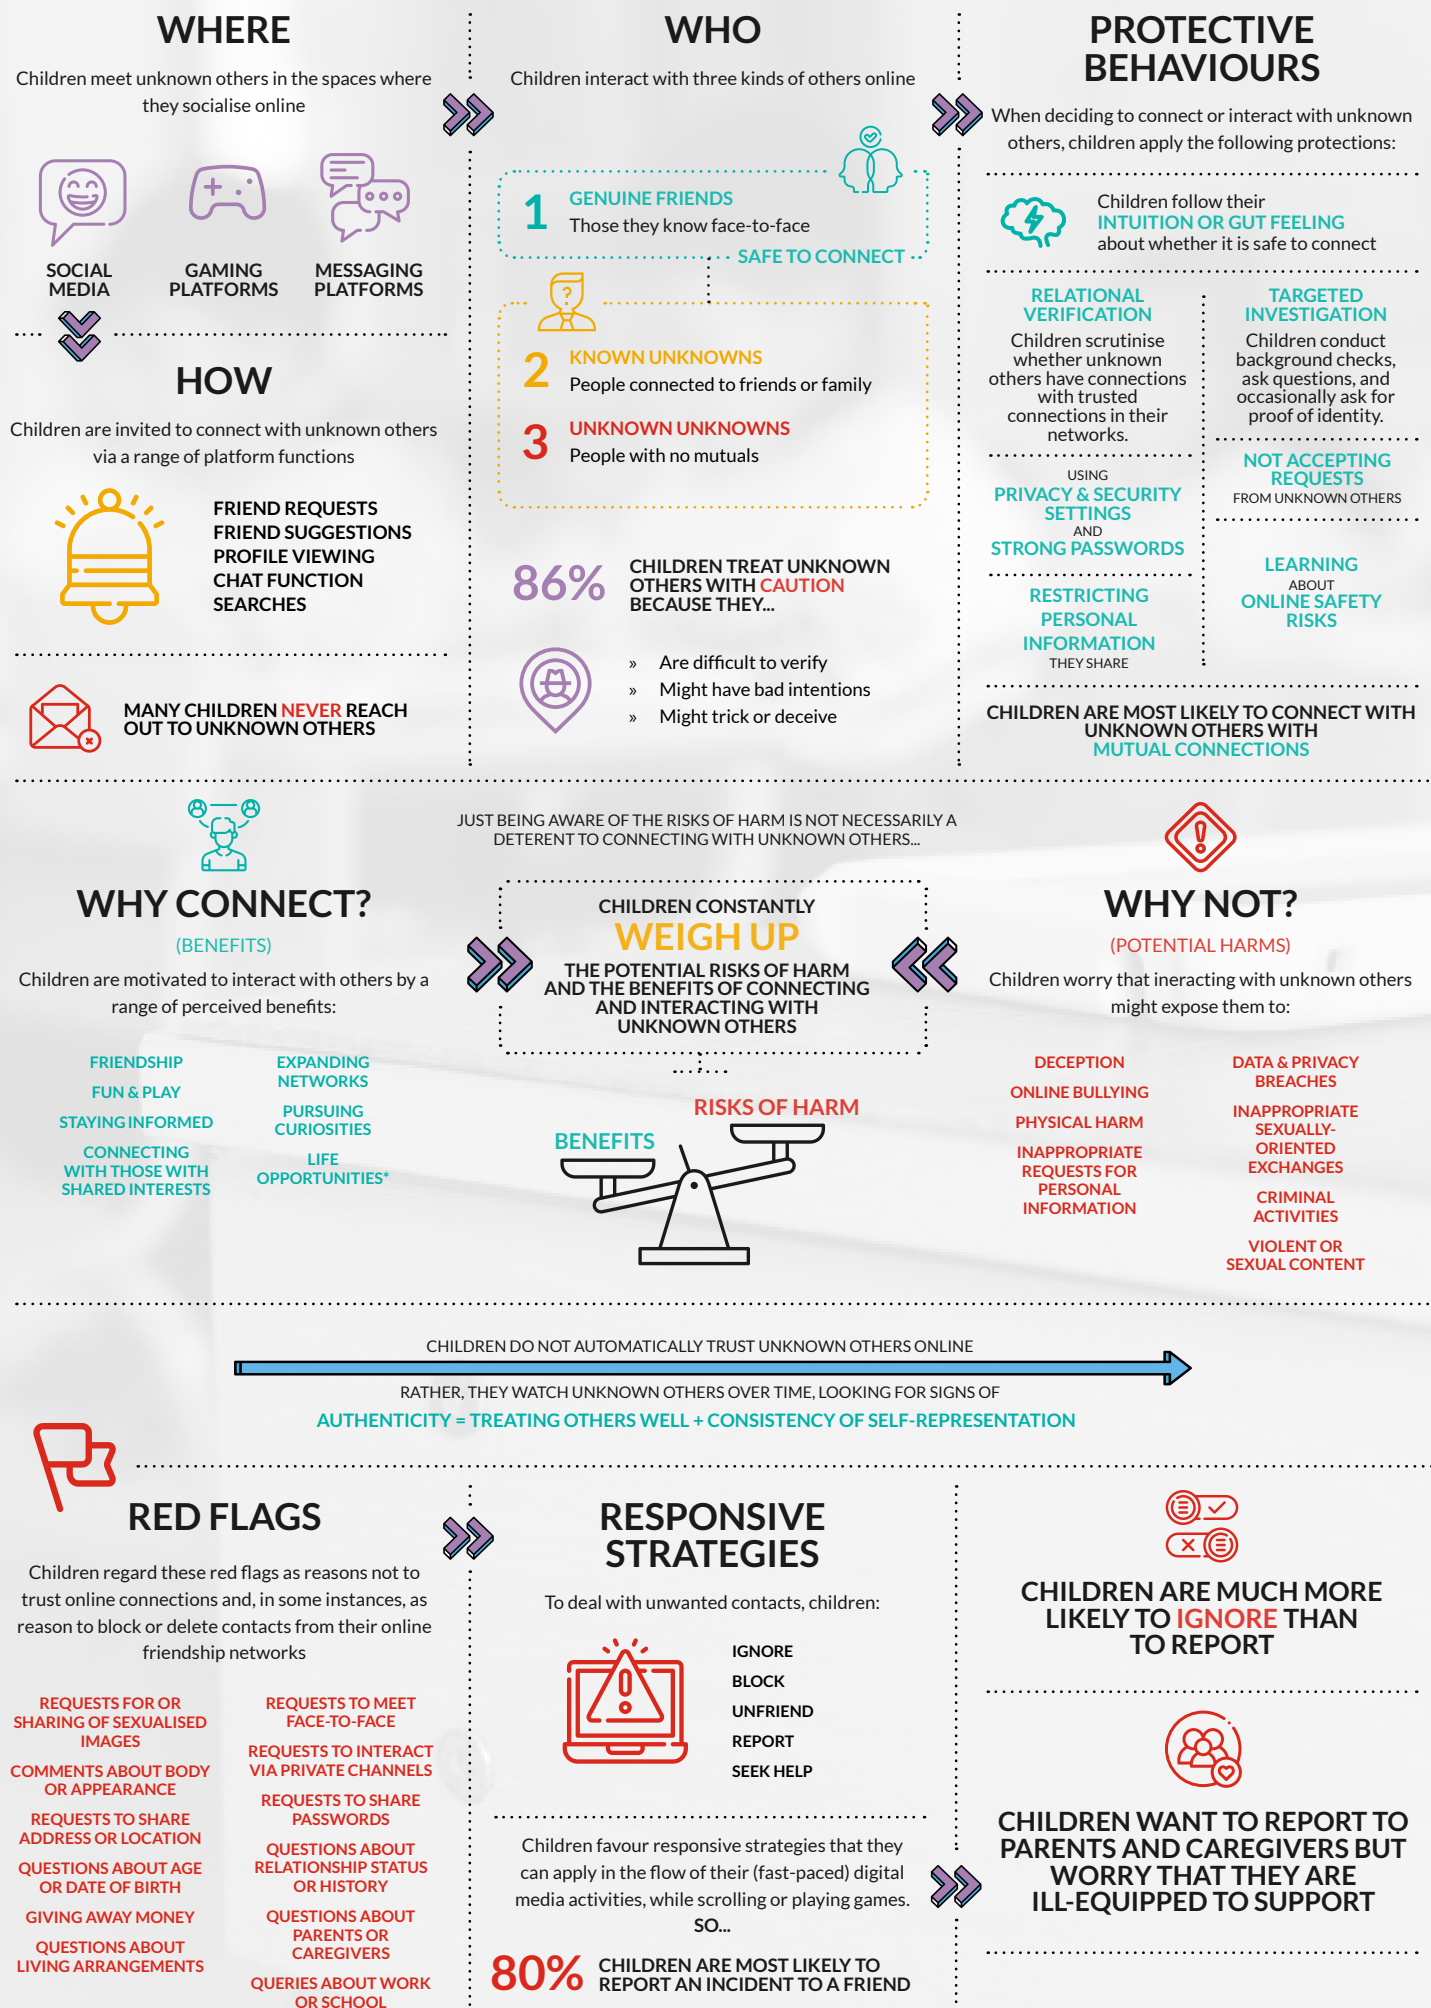 WHERE
Children meet unknown others in the spaces where
they socialise online
SOCIAL
MEDIA
GAMING
PLATFORMS
MESSAGING
PLATFORMS
HOW
Children are invited to connect with unknown others
via a range of platform functions
FRIEND REQUESTS
FRIEND SUGGESTIONS
PROFILE VIEWING
CHAT FUNCTION
SEARCHES
MANY CHILDREN NEVER REACH
OUT TO UNKNOWN OTHERS
WHO
Children interact with three kinds of others online
1
GENUINE FRIENDS
Those they know face-to-face
SAFE TO CONNECT
?
2
KNOWN UNKNOWNS
People connected to friends or family
3
UNKNOWN UNKNOWNS
People with no mutuals
86%
CHILDREN TREAT UNKNOWN
OTHERS WITH CAUTION
BECAUSE THEY...
» Are difficult to verify
» Might have bad intentions
» Might trick or deceive
PROTECTIVE
BEHAVIOURS
When deciding to connect or interact with unknown
others, children apply the following protections:
Children follow their
INTUITION OR GUT FEELING
about whether it is safe to connect
RELATIONAL
VERIFICATION
Children scrutinise
whether unknown
others have connections
with trusted
connections in their
networks.
USING
PRIVACY & SECURITY
SETTINGS
AND
STRONG PASSWORDS
RESTRICTING
PERSONAL
INFORMATION
THEY SHARE
TARGETED
INVESTIGATION
Children conduct
background checks,
ask questions, and
occasionally ask for
proof of identity.
NOT ACCEPTING
REQUESTS
FROM UNKNOWN OTHERS
LEARNING
ABOUT
ONLINE SAFETY
RISKS
CHILDREN ARE MOST LIKELY TO CONNECT WITH
UNKNOWN OTHERS WITH
MUTUAL CONNECTIONS
WHY CONNECT?
(BENEFITS)
Children are motivated to interact with others by a
range of perceived benefits:
FRIENDSHIP
FUN & PLAY
STAYING INFORMED
CONNECTING
WITH THOSE WITH
SHARED INTERESTS
EXPANDING
NETWORKS
PURSUING
CURIOSITIES
LIFE
OPPORTUNITIES*
JUST BEING AWARE OF THE RISKS OF HARM IS NOT NECESSARILY A
DETERENT TO CONNECTING WITH UNKNOWN OTHERS...
CHILDREN CONSTANTLY
WEIGH UP
THE POTENTIAL RISKS OF HARM
AND THE BENEFITS OF CONNECTING
AND INTERACTING WITH
UNKNOWN OTHERS
RISKS OF HARM
BENEFITS
WHY NOT?
(POTENTIAL HARMS)
Children worry that ineracting with unknown others
might expose them to:
DECEPTION
ONLINE BULLYING
PHYSICAL HARM
INAPPROPRIATE
REQUESTS FOR
PERSONAL
INFORMATION
DATA & PRIVACY
BREACHES
INAPPROPRIATE
SEXUALLY-
ORIENTED
EXCHANGES
CRIMINAL
ACTIVITIES
VIOLENT OR
SEXUAL CONTENT
CHILDREN DO NOT AUTOMATICALLY TRUST UNKNOWN OTHERS ONLINE
RATHER, THEY WATCH UNKNOWN OTHERS OVER TIME, LOOKING FOR SIGNS OF
AUTHENTICITY = TREATING OTHERS WELL + CONSISTENCY OF SELF-REPRESENTATION
RED FLAGS
Children regard these red flags as reasons not to
trust online connections and, in some instances, as
reason to block or delete contacts from their online
friendship networks
REQUESTS FOR OR
SHARING OF SEXUALISED
IMAGES
COMMENTS ABOUT BODY
OR APPEARANCE
REQUESTS TO SHARE
ADDRESS OR LOCATION
QUESTIONS ABOUT AGE
OR DATE OF BIRTH
GIVING AWAY MONEY
QUESTIONS ABOUT
LIVING ARRANGEMENTS
REQUESTS TO MEET
FACE-TO-FACE
REQUESTS TO INTERACT
VIA PRIVATE CHANNELS
REQUESTS TO SHARE
PASSWORDS
QUESTIONS ABOUT
RELATIONSHIP STATUS
OR HISTORY
QUESTIONS ABOUT
PARENTS OR
CAREGIVERS
QUERIES ABOUT WORK
OR SCHOOL
RESPONSIVE
STRATEGIES
To deal with unwanted contacts, children:
IGNORE
BLOCK
UNFRIEND
REPORT
SEEK HELP
Children favour responsive strategies that they
can apply in the flow of their (fast-paced) digital
media activities, while scrolling or playing games.
SO...
80%
CHILDREN ARE MOST LIKELY TO
REPORT AN INCIDENT TO A FRIEND
CHILDREN ARE MUCH MORE
LIKELY TO IGNORE THAN
TO REPORT
CHILDREN WANT TO REPORT TO
PARENTS AND CAREGIVERS BUT
WORRY THAT THEY ARE
ILL-EQUIPPED TO SUPPORT